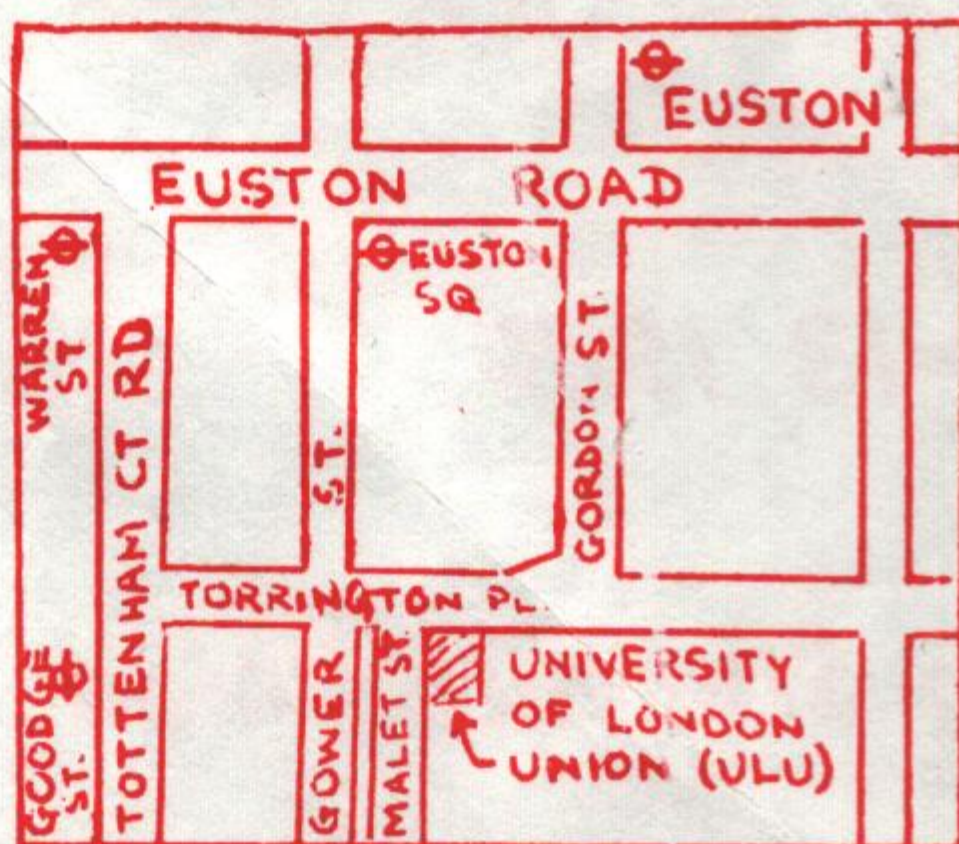 EUSTON
EUSTON ROAD
WARREN
ST
EUSTON
SQ
TOTTENHAM CT RD
GORDON ST.
GOWER ST.
TORRINGTON PL.
GOODGE
ST.
MALET ST.
UNIVERSITY
OF LONDON
UNION (ULU)